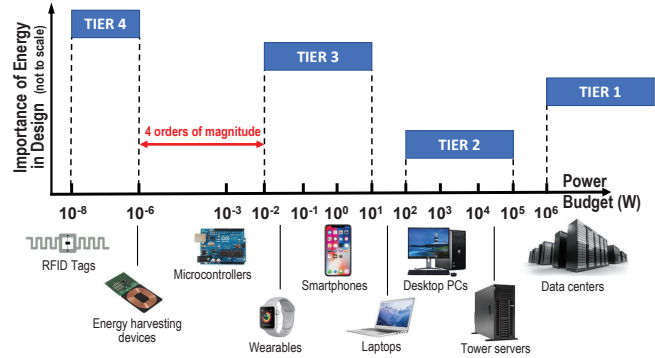 Importance of Energy
in Design (not to scale)
TIER 4
TIER 3
TIER 1
TIER 2
4 orders of magnitude
Power
Budget (W)
10⁻⁸ 10⁻⁶ 10⁻³ 10⁻² 10⁻¹ 10⁰ 10¹ 10² 10³ 10⁴ 10⁵ 10⁶
RFID Tags
Microcontrollers
Smartphones
Desktop PCs
Data centers
Energy harvesting
devices
Wearables
Laptops
Tower servers